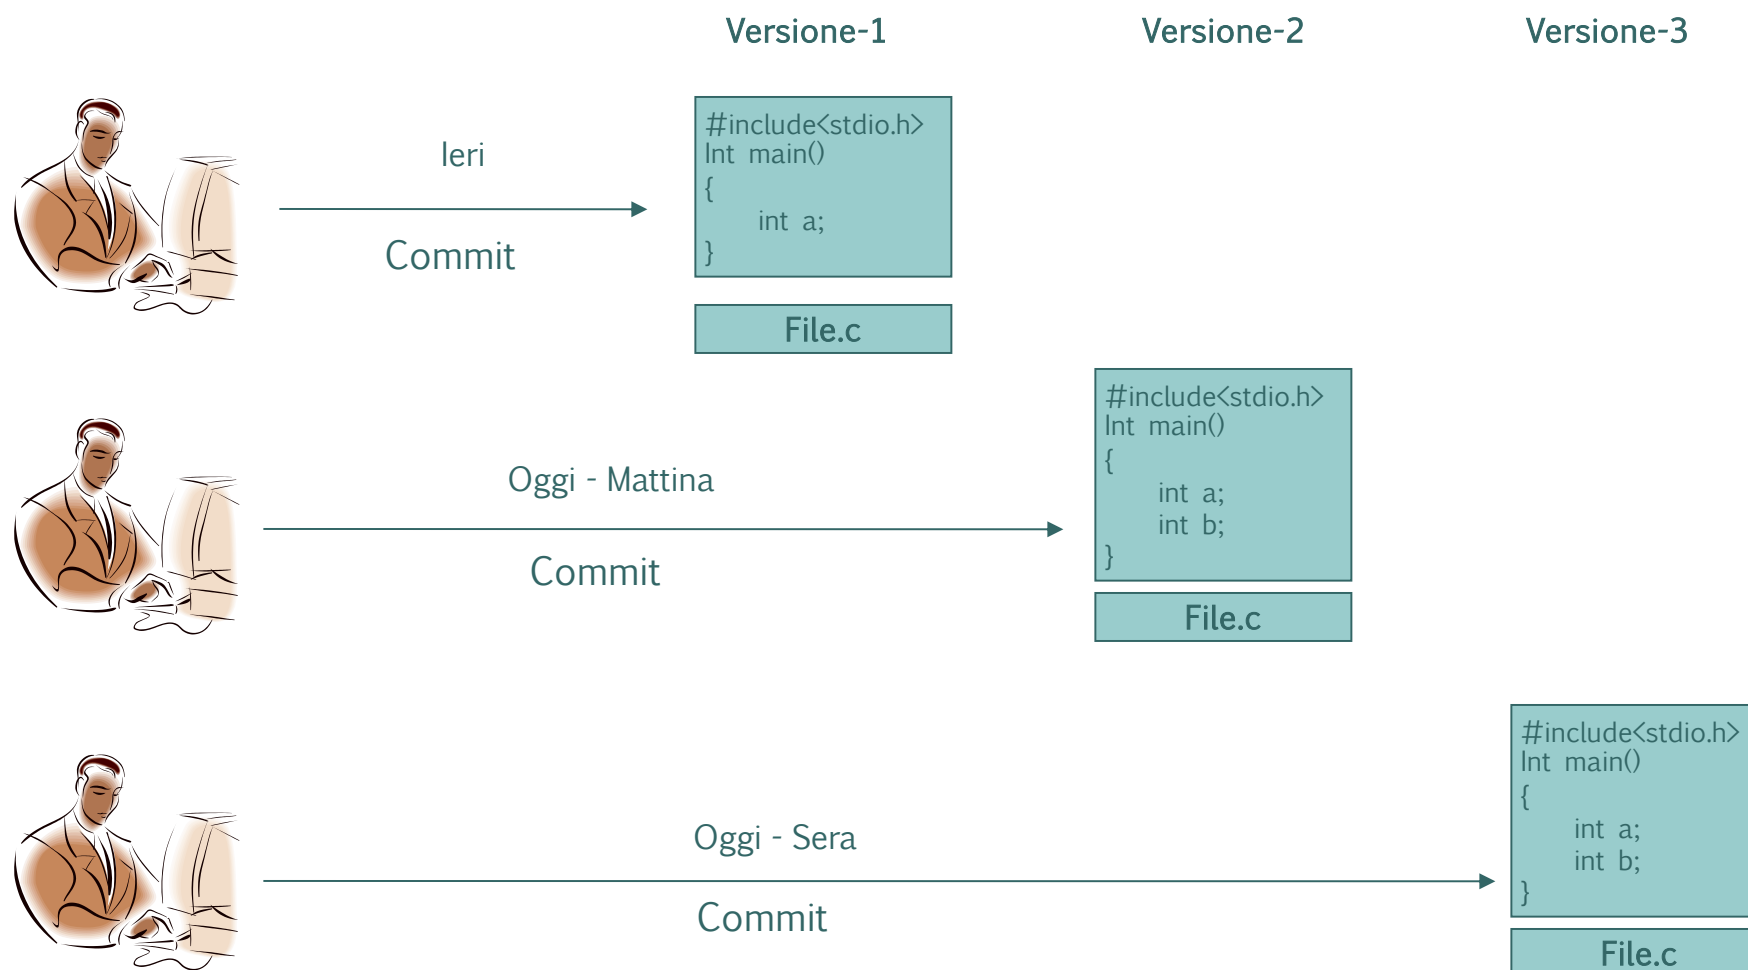 Versione-1
Versione-2
Versione-3
Ieri
Commit
#include<stdio.h>
Int main()
{
int a;
}
File.c
Oggi - Mattina
Commit
#include<stdio.h>
Int main()
{
int a;
int b;
}
File.c
Oggi - Sera
Commit
#include<stdio.h>
Int main()
{
int a;
int b;
}
File.c